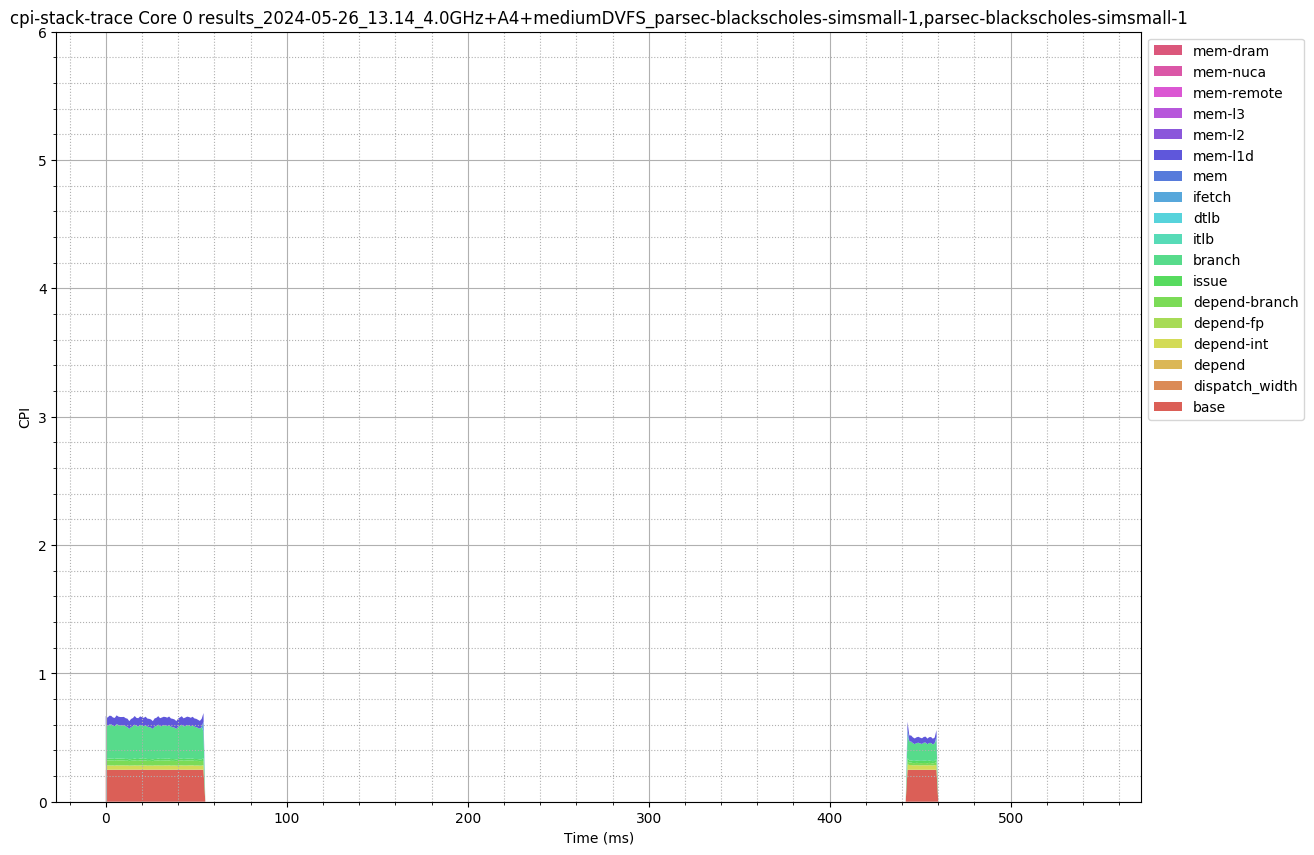 cpi-stack-trace Core 0 results_2024-05-26_13.14_4.0GHz+A4+mediumDVFS_parsec-blackscholes-simsmall-1,parsec-blackscholes-simsmall-1
6
5
4
3
2
1
0
CPI
0 100 200 300 400 500
Time (ms)
mem-dram
mem-nuca
mem-remote
mem-l3
mem-l2
mem-l1d
mem
ifetch
dtlb
itlb
branch
issue
depend-branch
depend-fp
depend-int
depend
dispatch_width
base